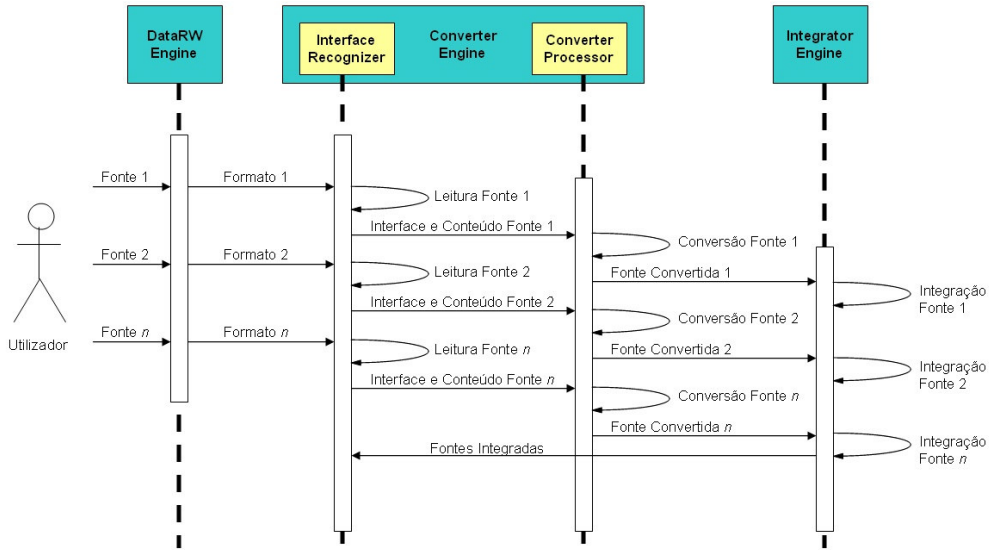 DataRW
Engine
Interface
Recognizer
Converter
Engine
Converter
Processor
Integrator
Engine
Fonte 1
Formato 1
Leitura Fonte 1
Interface e Conteúdo Fonte 1
Conversão Fonte 1
Fonte 2
Formato 2
Leitura Fonte 2
Fonte Convertida 1
Integração
Fonte 1
Interface e Conteúdo Fonte 2
Conversão Fonte 2
Fonte n
Formato n
Utilizador
Leitura Fonte n
Fonte Convertida 2
Integração
Fonte 2
Interface e Conteúdo Fonte n
Conversão Fonte n
Fonte Convertida n
Fontes Integradas
Integração
Fonte n